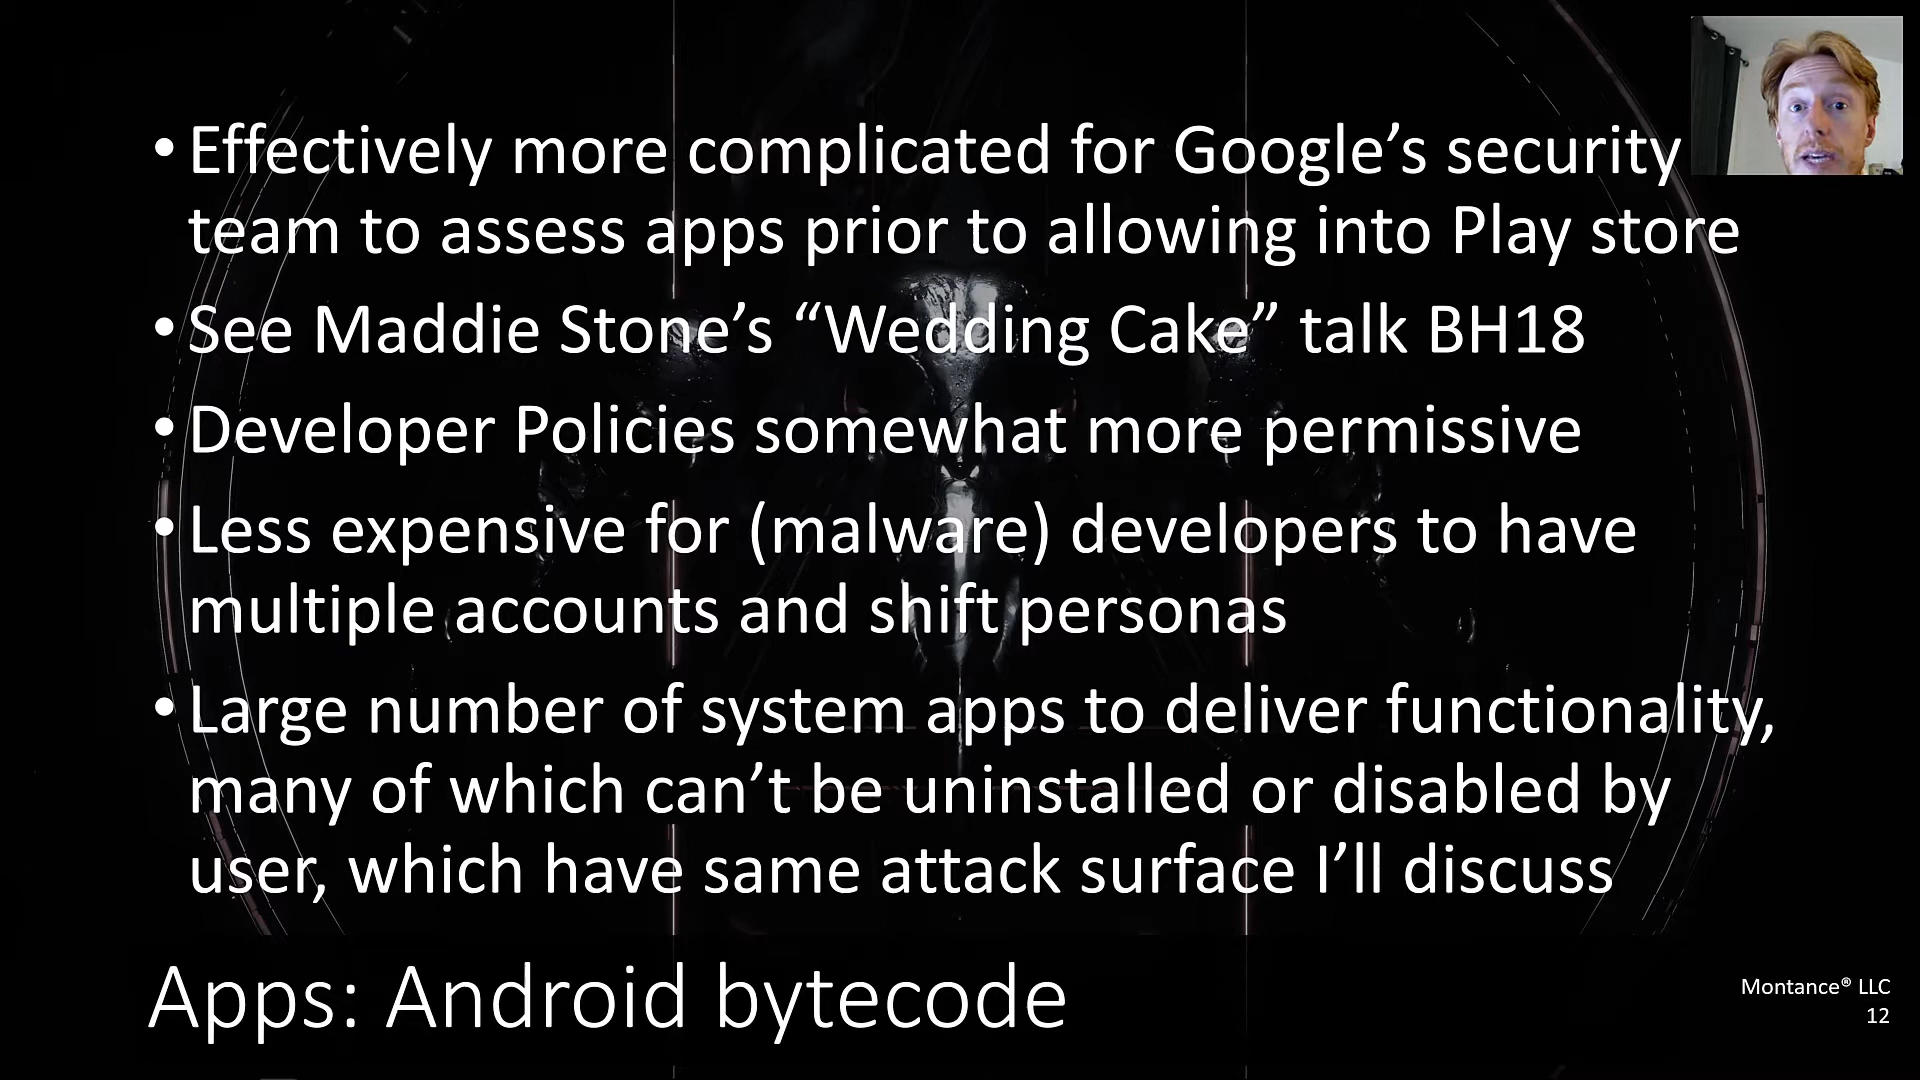 • Effectively more complicated for Google’s security
team to assess apps prior to allowing into Play store
• See Maddie Stone’s “Wedding Cake” talk BH18
• Developer Policies somewhat more permissive
• Less expensive for (malware) developers to have
multiple accounts and shift personas
• Large number of system apps to deliver functionality,
many of which can’t be uninstalled or disabled by
user, which have same attack surface I’ll discuss
Apps: Android bytecode
Montance® LLC
12